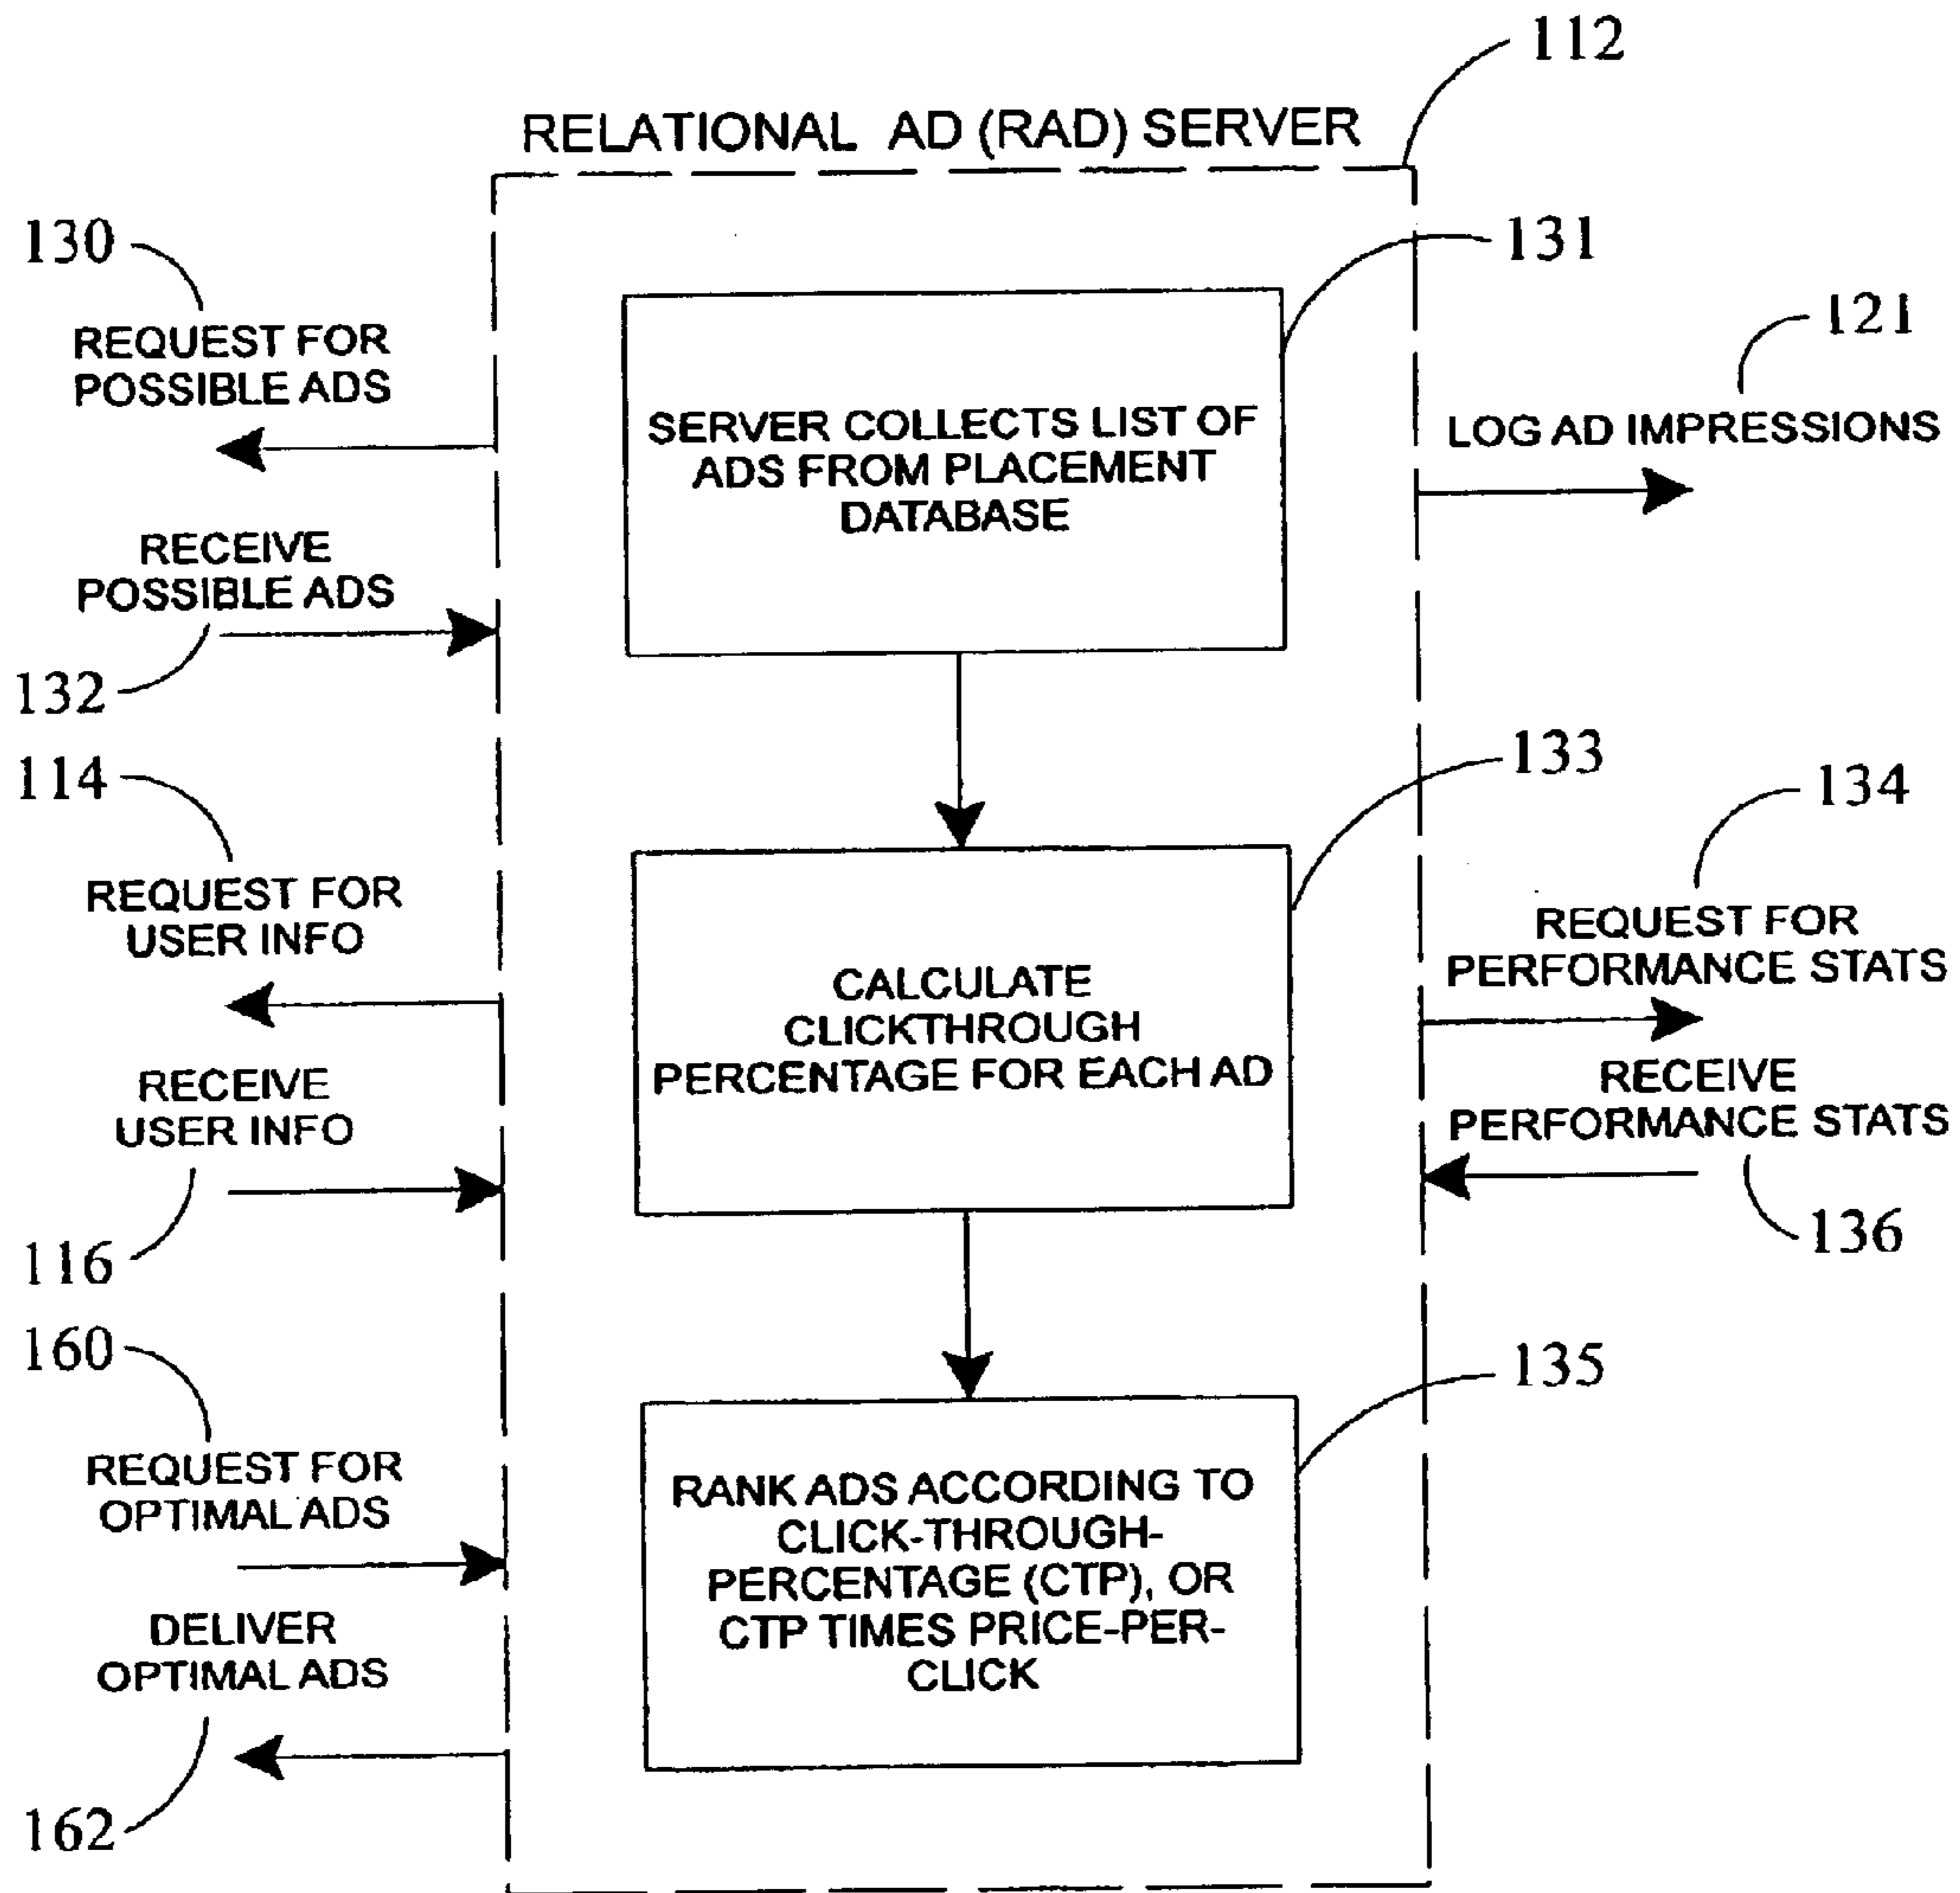 112
RELATIONAL AD (RAD) SERVER
130
REQUEST FOR
POSSIBLE ADS
RECEIVE
POSSIBLE ADS
132
114
REQUEST FOR
USER INFO
RECEIVE
USER INFO
116
160
REQUEST FOR
OPTIMAL ADS
DELIVER
OPTIMAL ADS
162
131
SERVER COLLECTS LIST OF
ADS FROM PLACEMENT
DATABASE
133
CALCULATE
CLICKTHROUGH
PERCENTAGE FOR EACH AD
135
RANK ADS ACCORDING TO
CLICK-THROUGH-
PERCENTAGE (CTP), OR
CTP TIMES PRICE-PER-
CLICK
121
LOG AD IMPRESSIONS
134
REQUEST FOR
PERFORMANCE STATS
RECEIVE
PERFORMANCE STATS
136